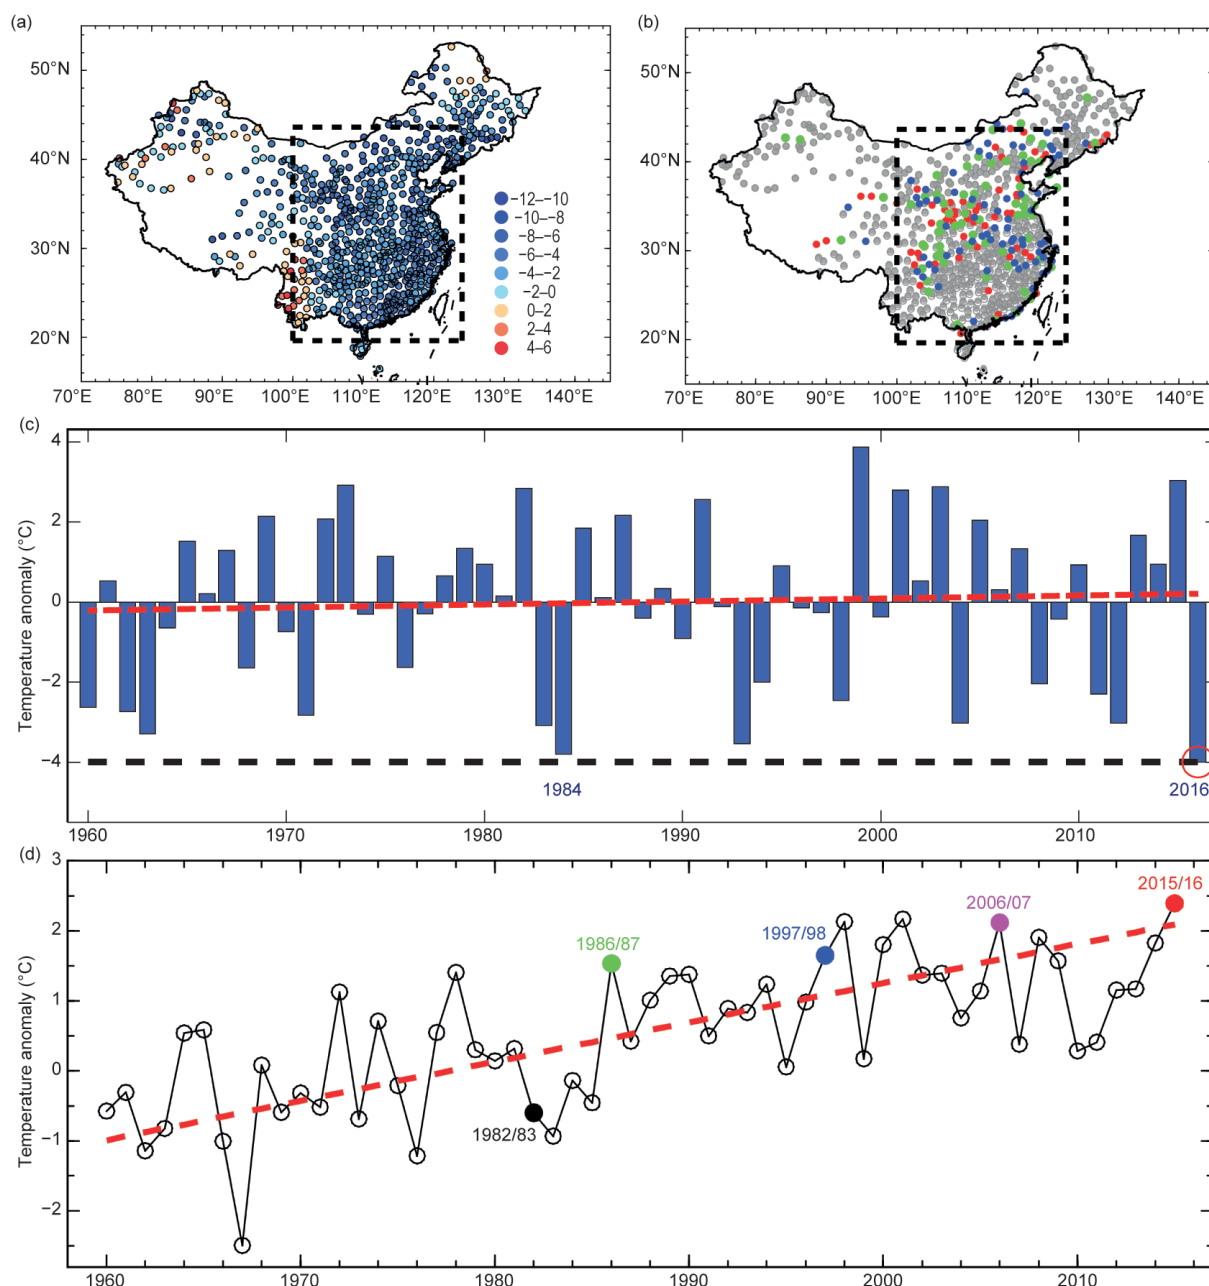 (a)
(b)
50°N
40°N
30°N
20°N
−12–−10
−10–−8
−8–−6
−6–−4
−4–−2
−2–0
0–2
2–4
4–6
70°E 80°E 90°E 100°E 110°E 120°E 130°E 140°E
50°N
40°N
30°N
20°N
70°E 80°E 90°E 100°E 110°E 120°E 130°E 140°E
(c)
Temperature anomaly (°C)
4
2
0
−2
−4
1984
2016
1960 1970 1980 1990 2000 2010
(d)
Temperature anomaly (°C)
3
2
1
0
−1
−2
2015/16
2006/07
1997/98
1986/87
1982/83
1960 1970 1980 1990 2000 2010